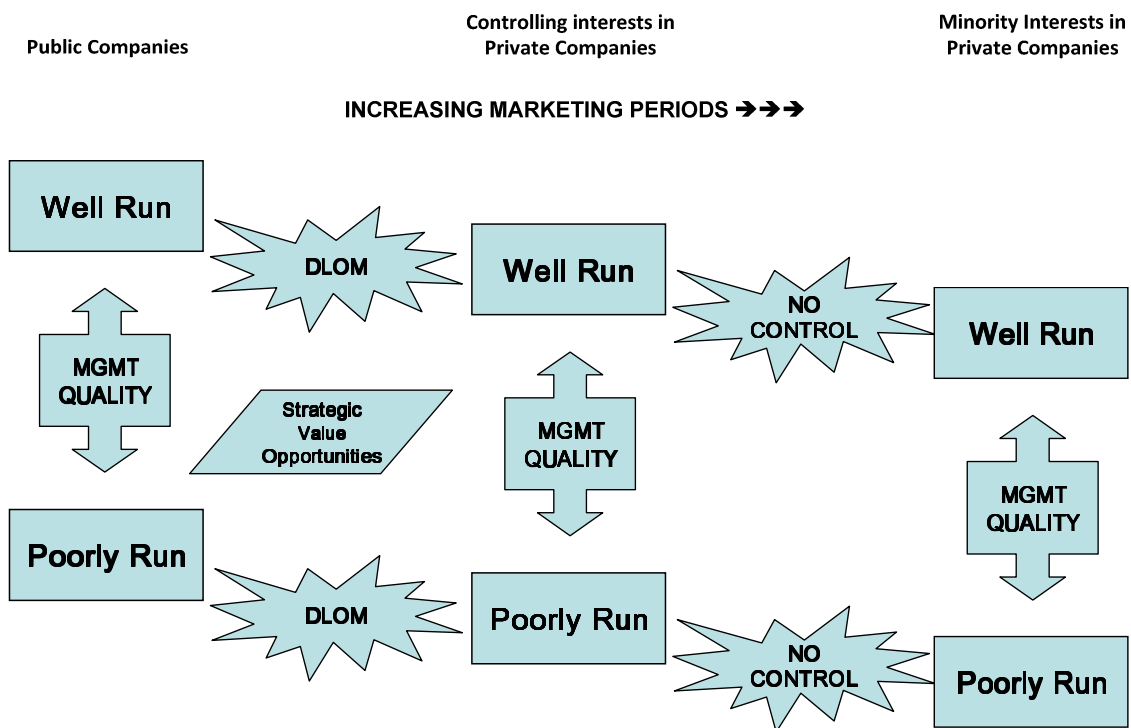 Public Companies
Controlling interests in
Private Companies
Minority Interests in
Private Companies
INCREASING MARKETING PERIODS ➔➔➔
Well Run
DLOM
Well Run
NO
CONTROL
Well Run
MGMT
QUALITY
Strategic
Value
Opportunities
MGMT
QUALITY
MGMT
QUALITY
Poorly Run
DLOM
Poorly Run
NO
CONTROL
Poorly Run